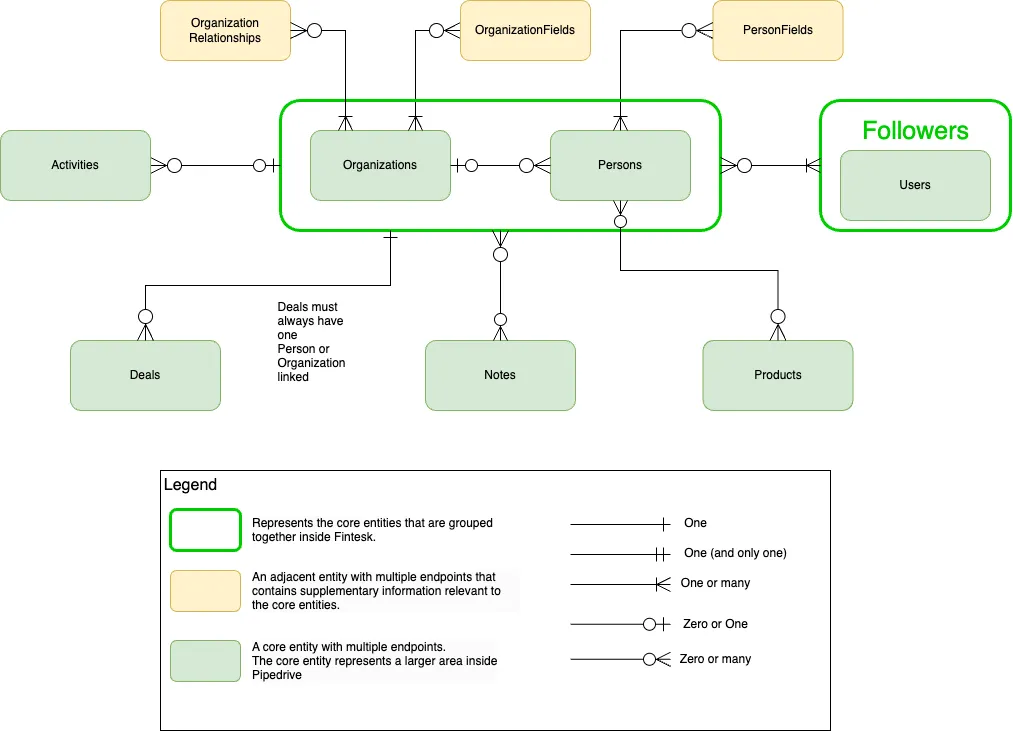 Organization
Relationships
OrganizationFields
PersonFields
Followers
Activities
Organizations
Persons
Users
Deals must
always have
one
Person or
Organization
linked
Deals
Notes
Products
Legend
Represents the core entities that are grouped
together inside Fintesk.
An adjacent entity with multiple endpoints that
contains supplementary information relevant to
the core entities.
A core entity with multiple endpoints.
The core entity represents a larger area inside
Pipedrive
One
One (and only one)
One or many
Zero or One
Zero or many